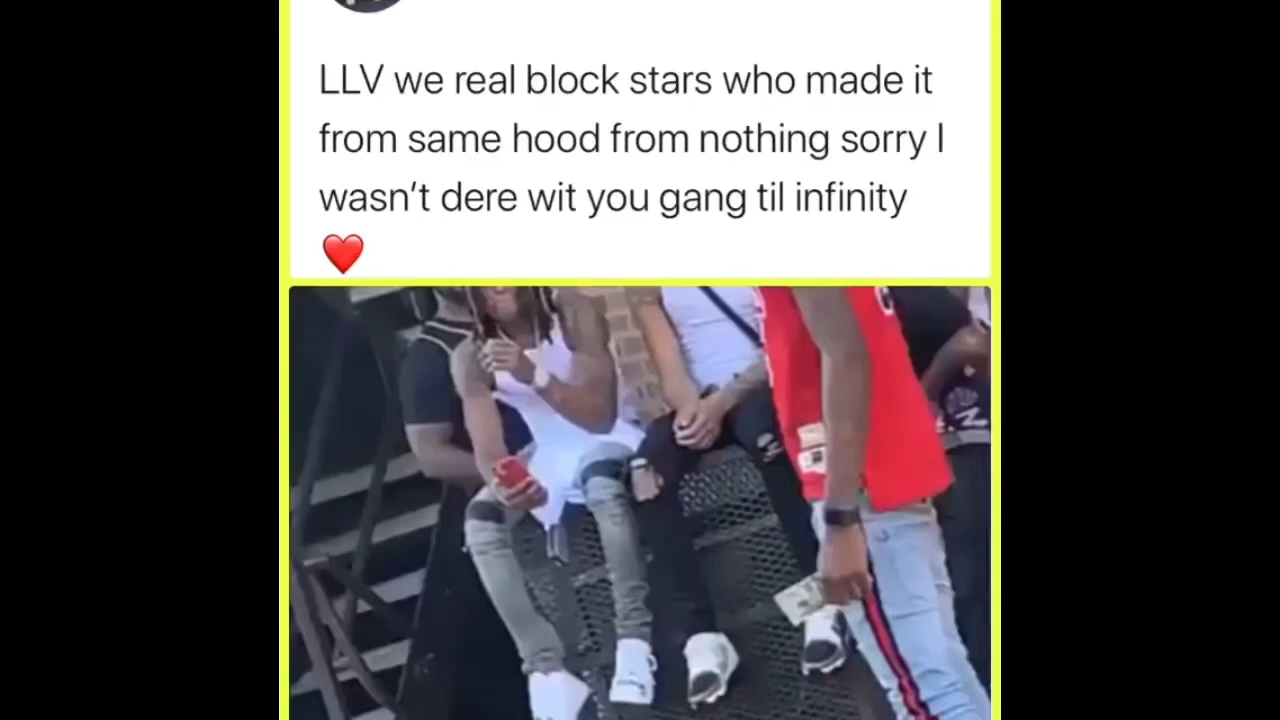 LLV we real block stars who made it
from same hood from nothing sorry I
wasn't dere wit you gang til infinity
❤️